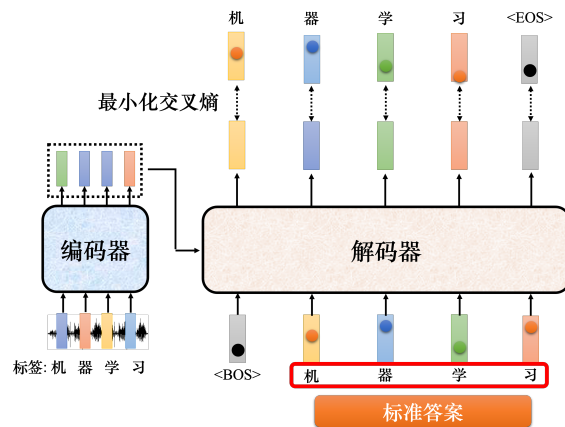 机 器 学 习 <EOS>
最小化交叉熵
编码器
解码器
标签: 机 器 学 习
<BOS> 机 器 学 习
标准答案